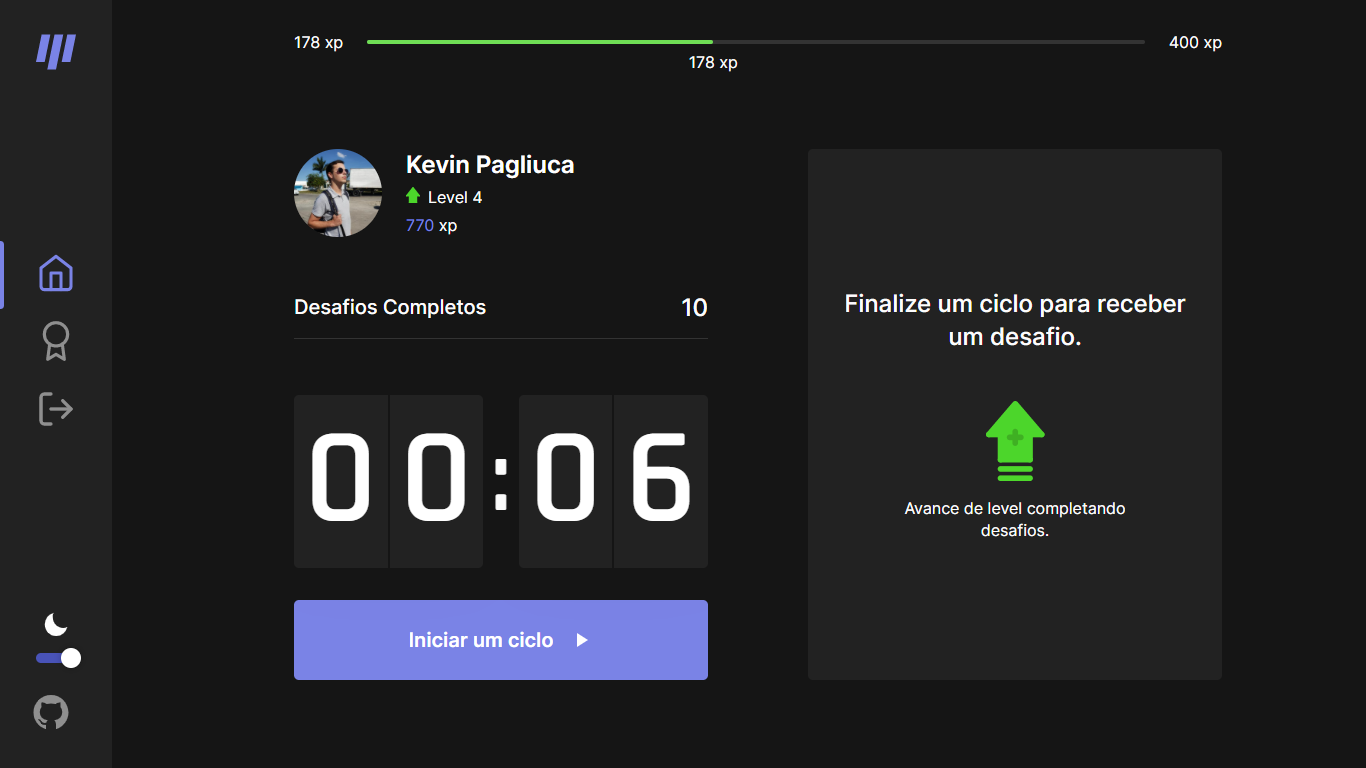 178 xp
400 xp
178 xp
Kevin Pagliuca
Level 4
770 xp
Desafios Completos
10
00:06
Iniciar um ciclo
Finalize um ciclo para receber
um desafio.
Avance de level completando
desafios.